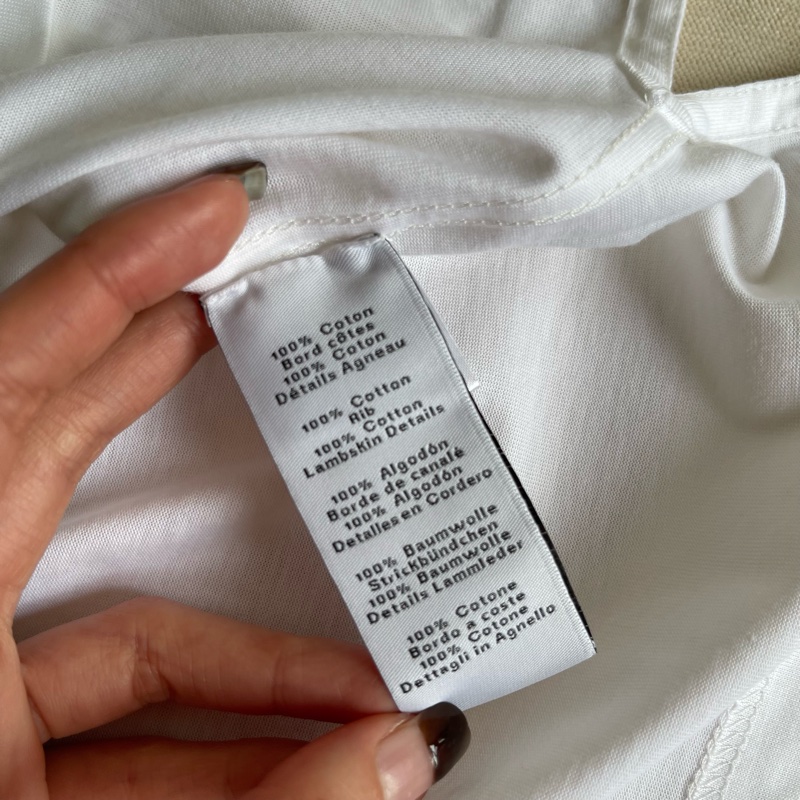 100% Coton
Bord côtes
100% Coton
Détails Agneau
100% Cotton
Rib
100% Cotton
Lambskin Details
100% Algodón
Borde de canalé
100% Algodón
Detalles en Cordero
100% Baumwolle
Strickbündchen
100% Baumwolle
Details Lammleder
100% Cotone
Bordo a coste
100% Cotone
Dettagli in Agnello